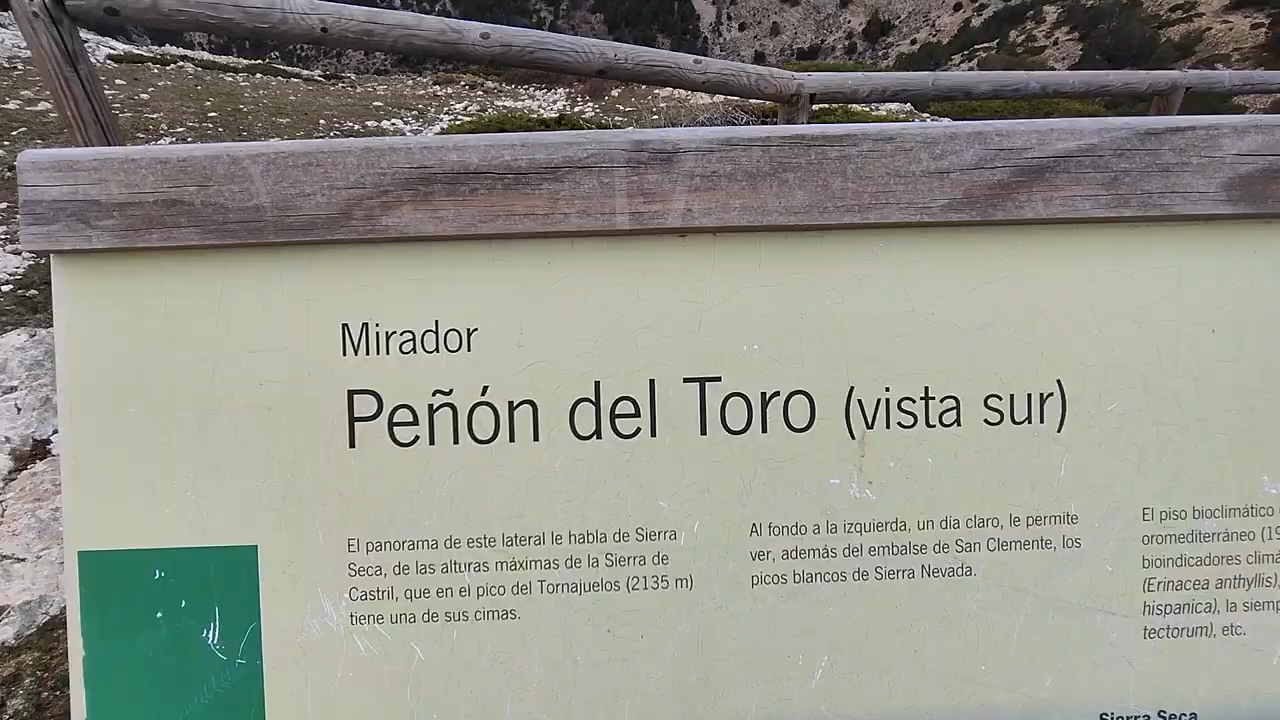 Mirador
Peñón del Toro (vista sur)
El panorama de este lateral le habla de Sierra
Seca, de las alturas máximas de la Sierra de
Castril, que en el pico del Tornajuelos (2135 m)
tiene una de sus cimas.
Al fondo a la izquierda, un día claro, le permite
ver, además del embalse de San Clemente, los
picos blancos de Sierra Nevada.
El piso bioclimático
oromediterráneo (19
bioindicadores clim
(Erinacea anthyllis),
hispanica), la siemp
tectorum), etc.
Sierra Seca